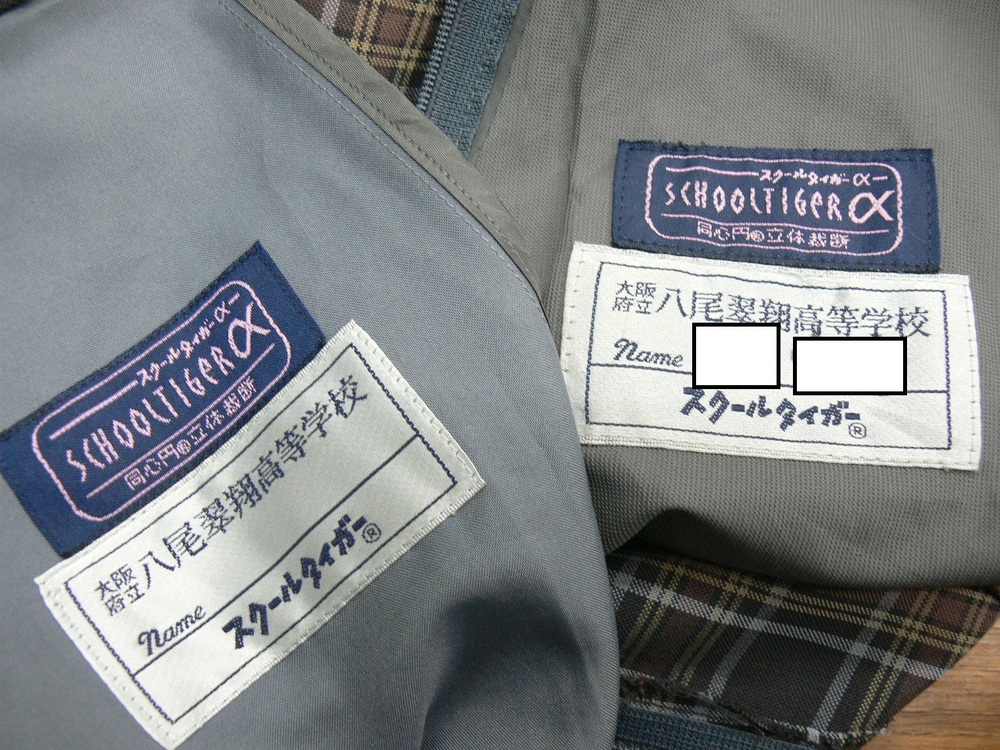 スクールタイガーα
SCHOOLTIGER α
同心円®立体裁断
大阪府立 八尾翠翔高等学校
Name
スクールタイガー®
スクールタイガーα
SCHOOLTIGER α
同心円®立体裁断
大阪府立 八尾翠翔高等学校
Name
スクールタイガー®